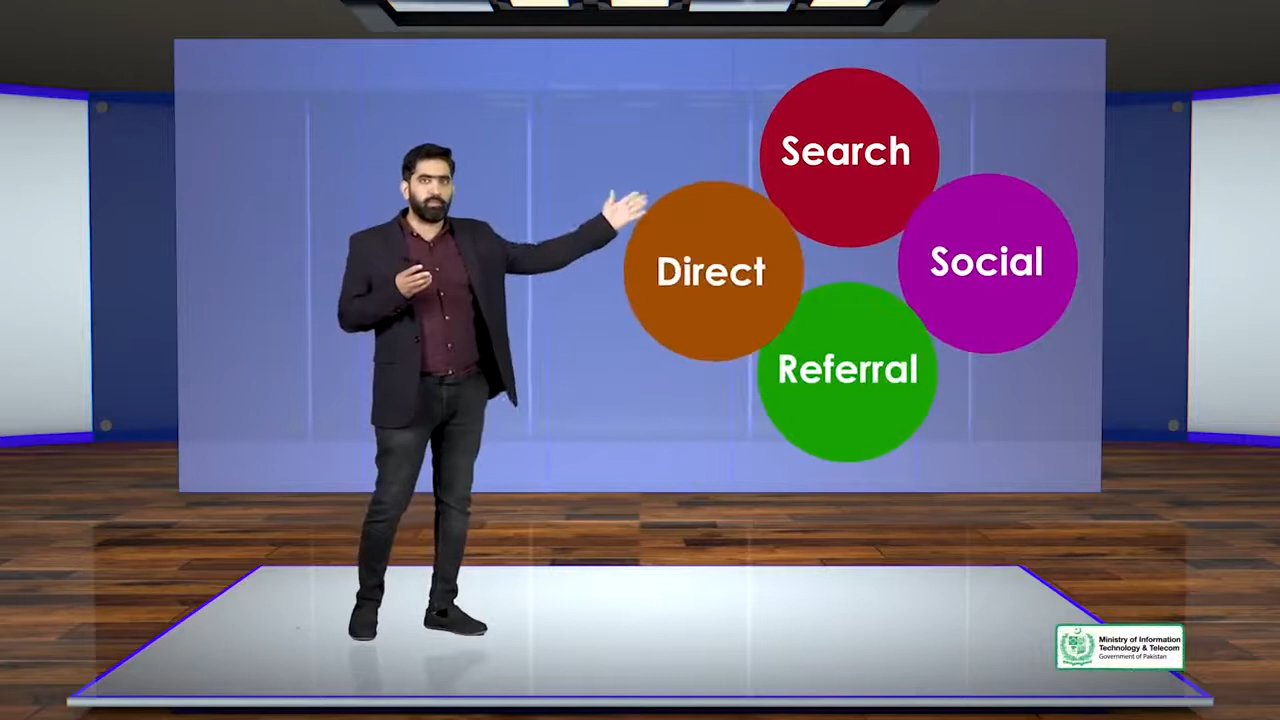 Search
Social
Direct
Referral
Ministry of Information
Technology & Telecom
Government of Pakistan